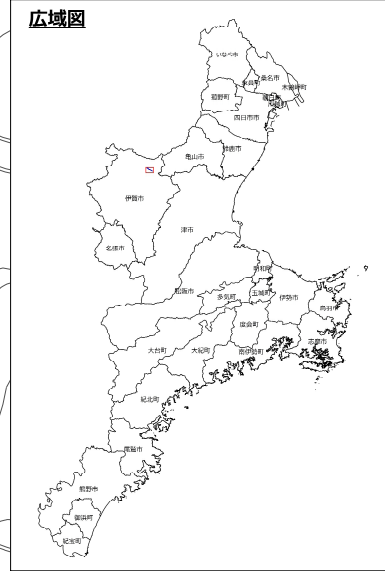 広域図
いなべ市
桑名市
東員町
木曽岬町
菰野町
朝日町
川越町
四日市市
鈴鹿市
亀山市
伊賀市
津市
名張市
明和町
松阪市
多気町
玉城町
伊勢市
鳥羽市
度会町
志摩市
大台町
大紀町
南伊勢町
紀北町
尾鷲市
熊野市
御浜町
紀宝町